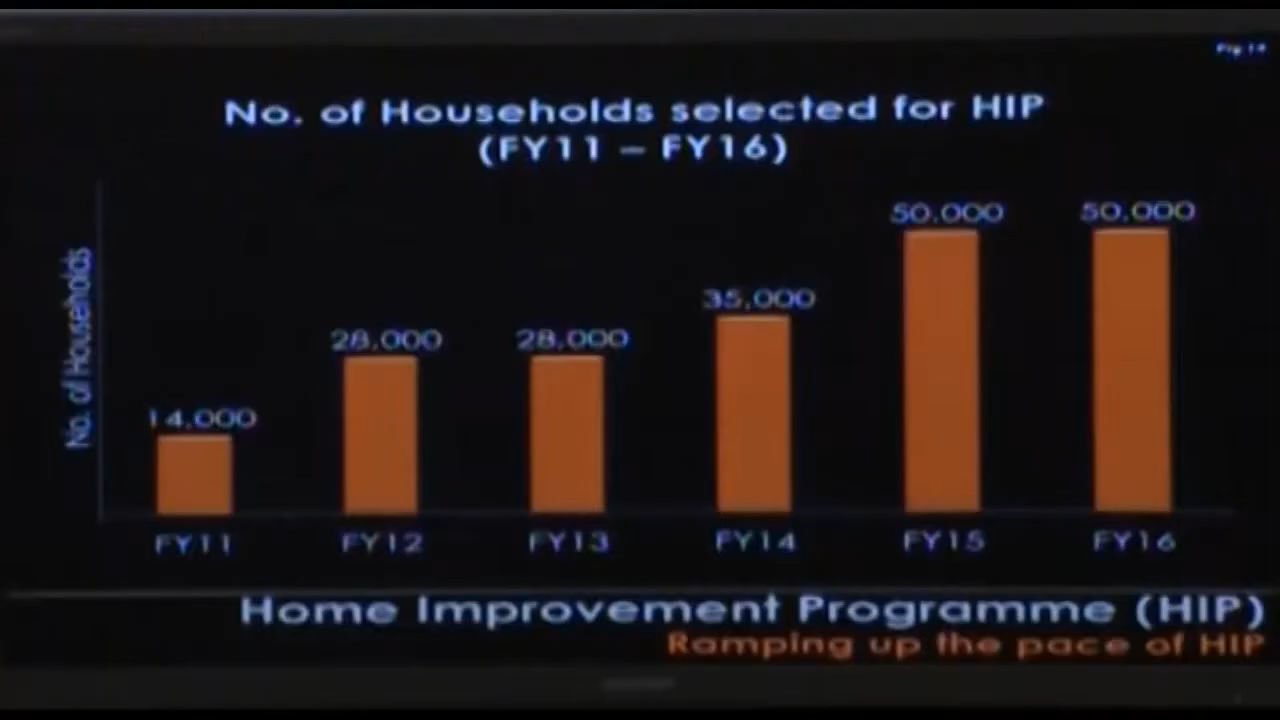 No. of Households selected for HIP
(FY11 – FY16)
No. of Households
14,000
28,000
28,000
35,000
50,000
50,000
FY11
FY12
FY13
FY14
FY15
FY16
Home Improvement Programme (HIP)
Ramping up the pace of HIP